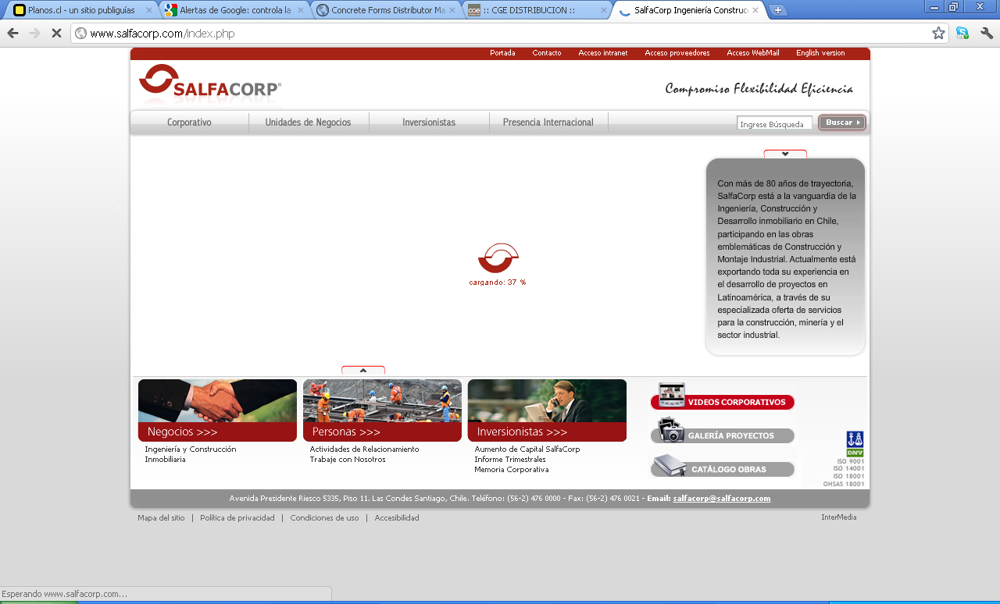 Planos.cl - un sitio publiguías
Alertas de Google: controla la
Concrete Forms Distributor Ma
cge
:: CGE DISTRIBUCION ::
SalfaCorp Ingeniería Construcc
www.salfacorp.com/index.php
Portada Contacto Acceso intranet Acceso proveedores Acceso WebMail English version
SALFACORP®
Compromiso Flexibilidad Eficiencia
Corporativo Unidades de Negocios Inversionistas Presencia Internacional Ingrese Búsqueda Buscar
Con más de 80 años de trayectoria,
SalfaCorp está a la vanguardia de la
Ingeniería, Construcción y
Desarrollo inmobiliario en Chile,
participando en las obras
emblemáticas de Construcción y
Montaje Industrial. Actualmente está
exportando toda su experiencia en
el desarrollo de proyectos en
Latinoamérica, a través de su
especializada oferta de servicios
para la construcción, minería y el
sector industrial.
cargando: 37 %
Negocios >>>
Ingeniería y Construcción
Inmobiliaria
Personas >>>
Actividades de Relacionamiento
Trabaje con Nosotros
Inversionistas >>>
Aumento de Capital SalfaCorp
Informe Trimestrales
Memoria Corporativa
VIDEOS CORPORATIVOS
GALERÍA PROYECTOS
CATÁLOGO OBRAS
DNV
ISO 9001
ISO 14001
ISO 18001
OHSAS 18001
Avenida Presidente Riesco 5335, Piso 11. Las Condes Santiago, Chile. Teléfono: (56-2) 476 0000 - Fax: (56-2) 476 0021 - Email: salfacorp@salfacorp.com
Mapa del sitio | Política de privacidad | Condiciones de uso | Accesibilidad
InterMedia
Esperando www.salfacorp.com...